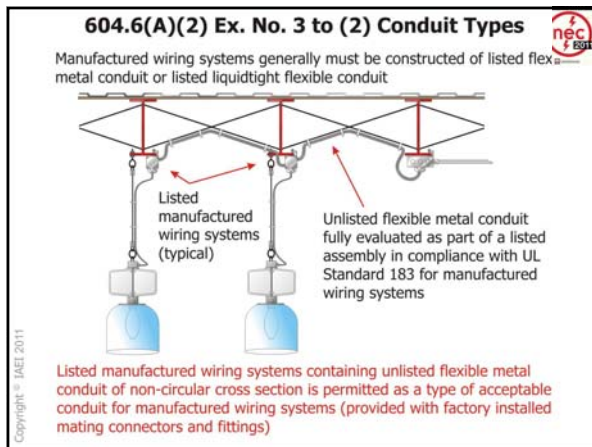 604.6(A)(2) Ex. No. 3 to (2) Conduit Types
nec
2011
Manufactured wiring systems generally must be constructed of listed flex
metal conduit or listed liquidtight flexible conduit
Listed
manufactured
wiring systems
(typical)
Unlisted flexible metal conduit
fully evaluated as part of a listed
assembly in compliance with UL
Standard 183 for manufactured
wiring systems
Listed manufactured wiring systems containing unlisted flexible metal
conduit of non-circular cross section is permitted as a type of acceptable
conduit for manufactured wiring systems (provided with factory installed
mating connectors and fittings)
Copyright © IAEI 2011